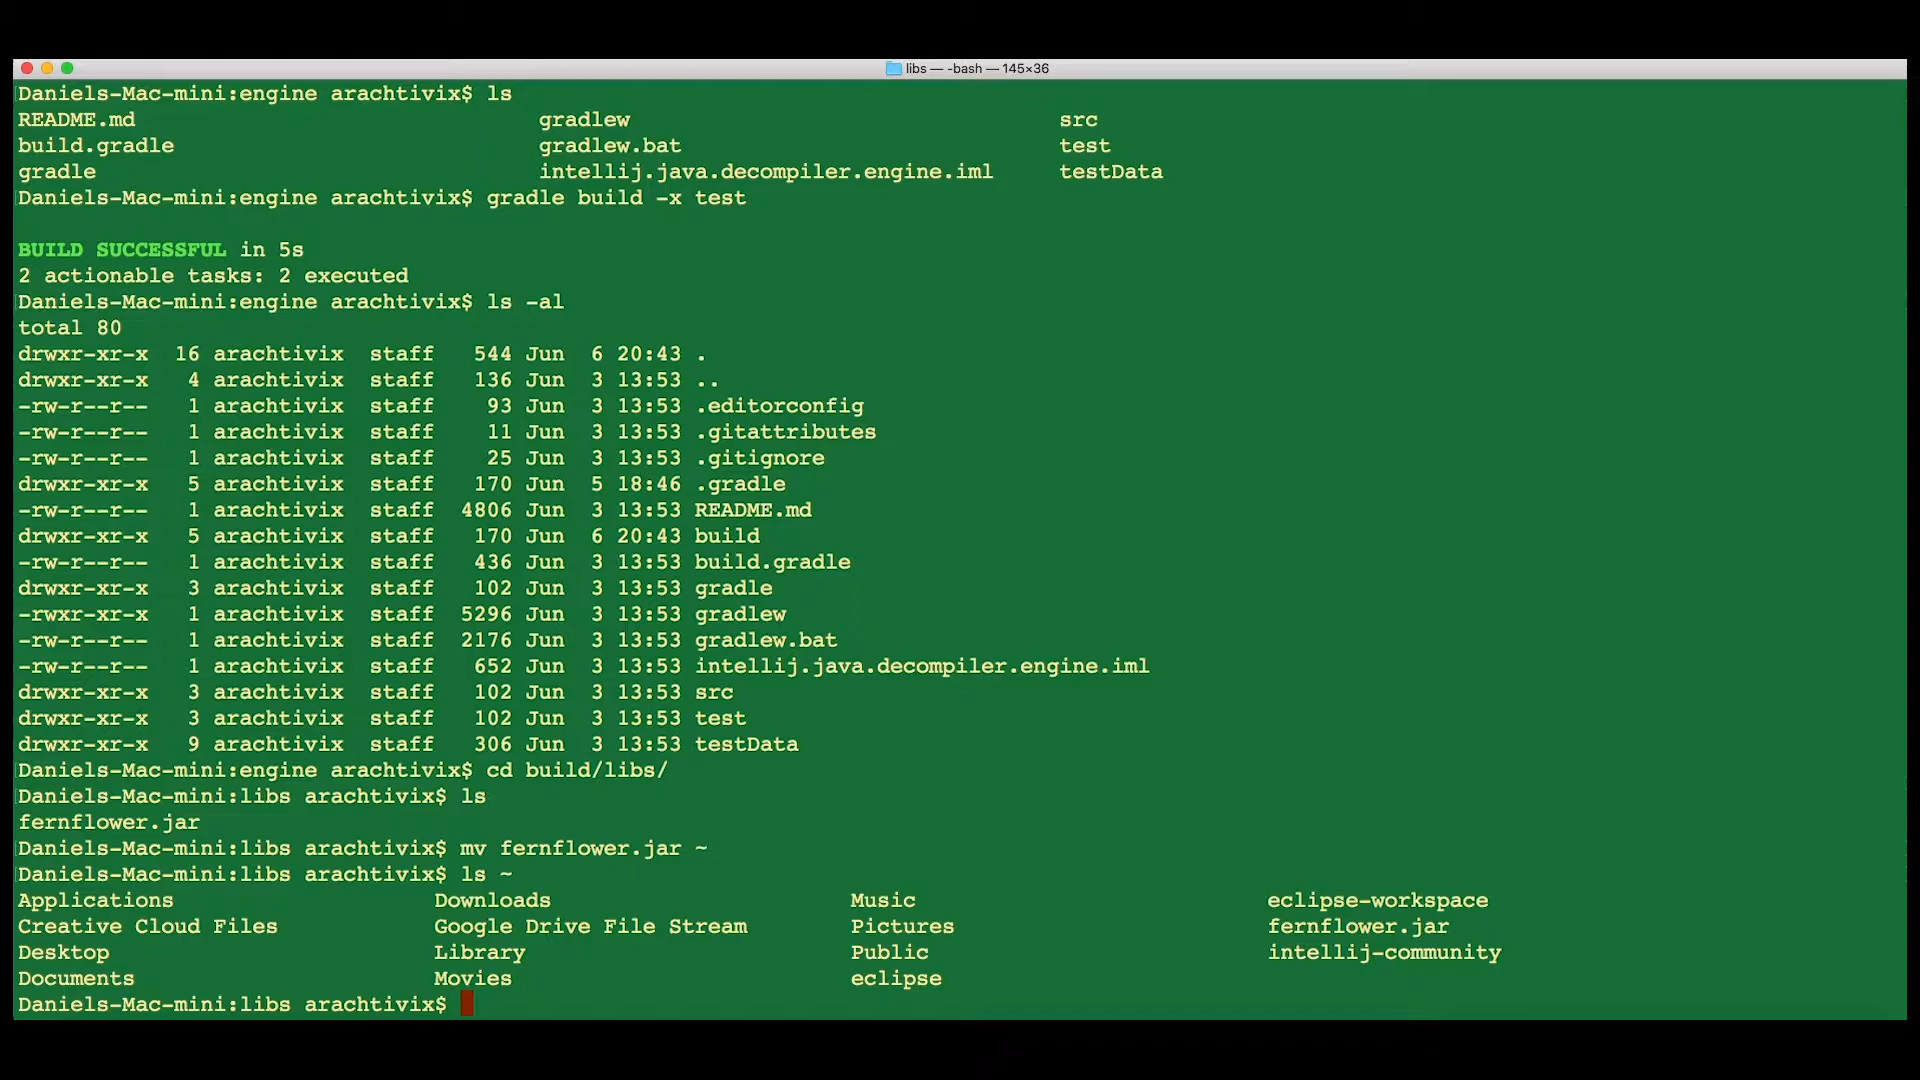 libs — -bash — 145×36
Daniels-Mac-mini:engine arachtivix$ ls
README.md gradlew src
build.gradle gradlew.bat test
gradle intellij.java.decompiler.engine.iml testData
Daniels-Mac-mini:engine arachtivix$ gradle build -x test
BUILD SUCCESSFUL in 5s
2 actionable tasks: 2 executed
Daniels-Mac-mini:engine arachtivix$ ls -al
total 80
drwxr-xr-x 16 arachtivix staff 544 Jun 6 20:43 .
drwxr-xr-x 4 arachtivix staff 136 Jun 3 13:53 ..
-rw-r--r-- 1 arachtivix staff 93 Jun 3 13:53 .editorconfig
-rw-r--r-- 1 arachtivix staff 11 Jun 3 13:53 .gitattributes
-rw-r--r-- 1 arachtivix staff 25 Jun 3 13:53 .gitignore
drwxr-xr-x 5 arachtivix staff 170 Jun 5 18:46 .gradle
-rw-r--r-- 1 arachtivix staff 4806 Jun 3 13:53 README.md
drwxr-xr-x 5 arachtivix staff 170 Jun 6 20:43 build
-rw-r--r-- 1 arachtivix staff 436 Jun 3 13:53 build.gradle
drwxr-xr-x 3 arachtivix staff 102 Jun 3 13:53 gradle
-rwxr-xr-x 1 arachtivix staff 5296 Jun 3 13:53 gradlew
-rw-r--r-- 1 arachtivix staff 2176 Jun 3 13:53 gradlew.bat
-rw-r--r-- 1 arachtivix staff 652 Jun 3 13:53 intellij.java.decompiler.engine.iml
drwxr-xr-x 3 arachtivix staff 102 Jun 3 13:53 src
drwxr-xr-x 3 arachtivix staff 102 Jun 3 13:53 test
drwxr-xr-x 9 arachtivix staff 306 Jun 3 13:53 testData
Daniels-Mac-mini:engine arachtivix$ cd build/libs/
Daniels-Mac-mini:libs arachtivix$ ls
fernflower.jar
Daniels-Mac-mini:libs arachtivix$ mv fernflower.jar ~
Daniels-Mac-mini:libs arachtivix$ ls ~
Applications Downloads Music eclipse-workspace
Creative Cloud Files Google Drive File Stream Pictures fernflower.jar
Desktop Library Public intellij-community
Documents Movies eclipse
Daniels-Mac-mini:libs arachtivix$